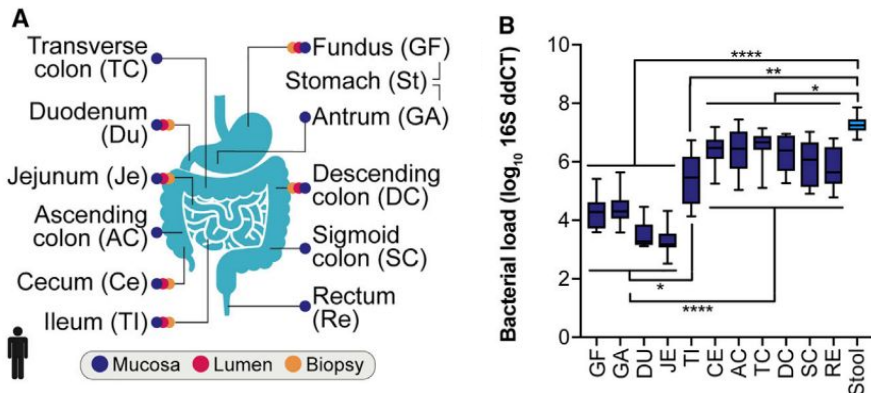 A
Transverse
colon (TC)
Duodenum
(Du)
Jejunum (Je)
Ascending
colon (AC)
Cecum (Ce)
Ileum (TI)
Fundus (GF)
Stomach (St)
Antrum (GA)
Descending
colon (DC)
Sigmoid
colon (SC)
Rectum
(Re)
Mucosa Lumen Biopsy
B
Bacterial load (log10 16S ddCT)
10
8
6
4
2
0
****
**
*
*
****
GF GA DU JE TI CE AC TC DC SC RE Stool